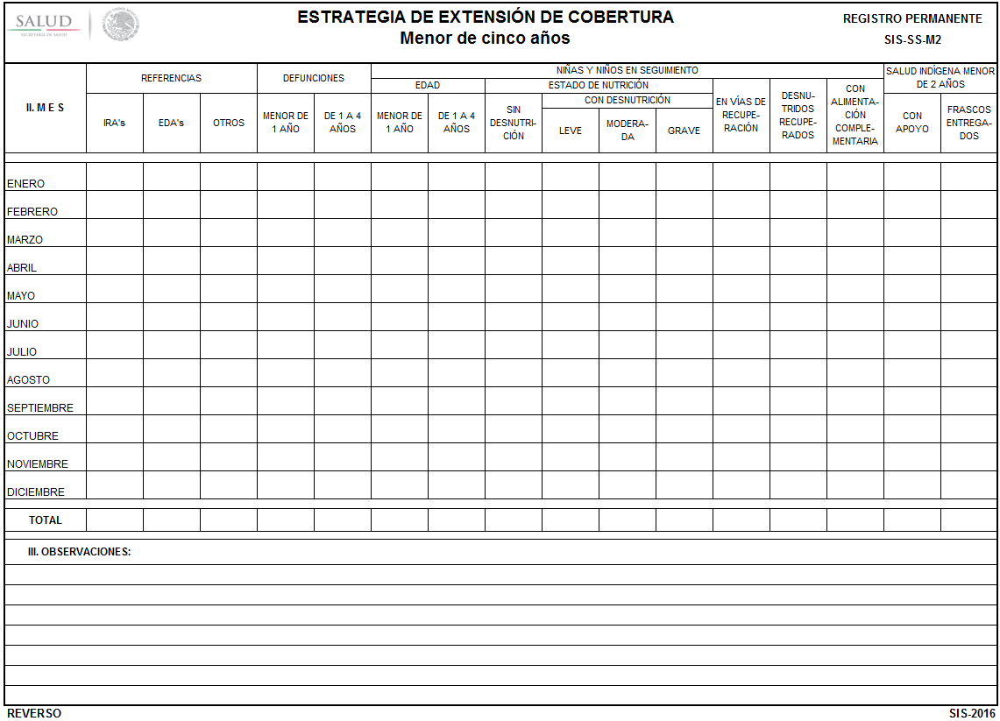 SALUD
SECRETARÍA DE SALUD
ESTRATEGIA DE EXTENSIÓN DE COBERTURA
Menor de cinco años
REGISTRO PERMANENTE
SIS-SS-M2
II. M E S
REFERENCIAS
IRA's
EDA's
OTROS
DEFUNCIONES
MENOR DE
1 AÑO
DE 1 A 4
AÑOS
NIÑAS Y NIÑOS EN SEGUIMIENTO
EDAD
MENOR DE
1 AÑO
DE 1 A 4
AÑOS
ESTADO DE NUTRICIÓN
SIN
DESNUTRI-
CIÓN
CON DESNUTRICIÓN
LEVE
MODERA-
DA
GRAVE
EN VÍAS DE
RECUPE-
RACIÓN
DESNU-
TRIDOS
RECUPE-
RADOS
CON
ALIMENTA-
CIÓN
COMPLE-
MENTARIA
SALUD INDÍGENA MENOR
DE 2 AÑOS
CON
APOYO
FRASCOS
ENTREGA-
DOS
ENERO
FEBRERO
MARZO
ABRIL
MAYO
JUNIO
JULIO
AGOSTO
SEPTIEMBRE
OCTUBRE
NOVIEMBRE
DICIEMBRE
TOTAL
III. OBSERVACIONES:
REVERSO
SIS-2016